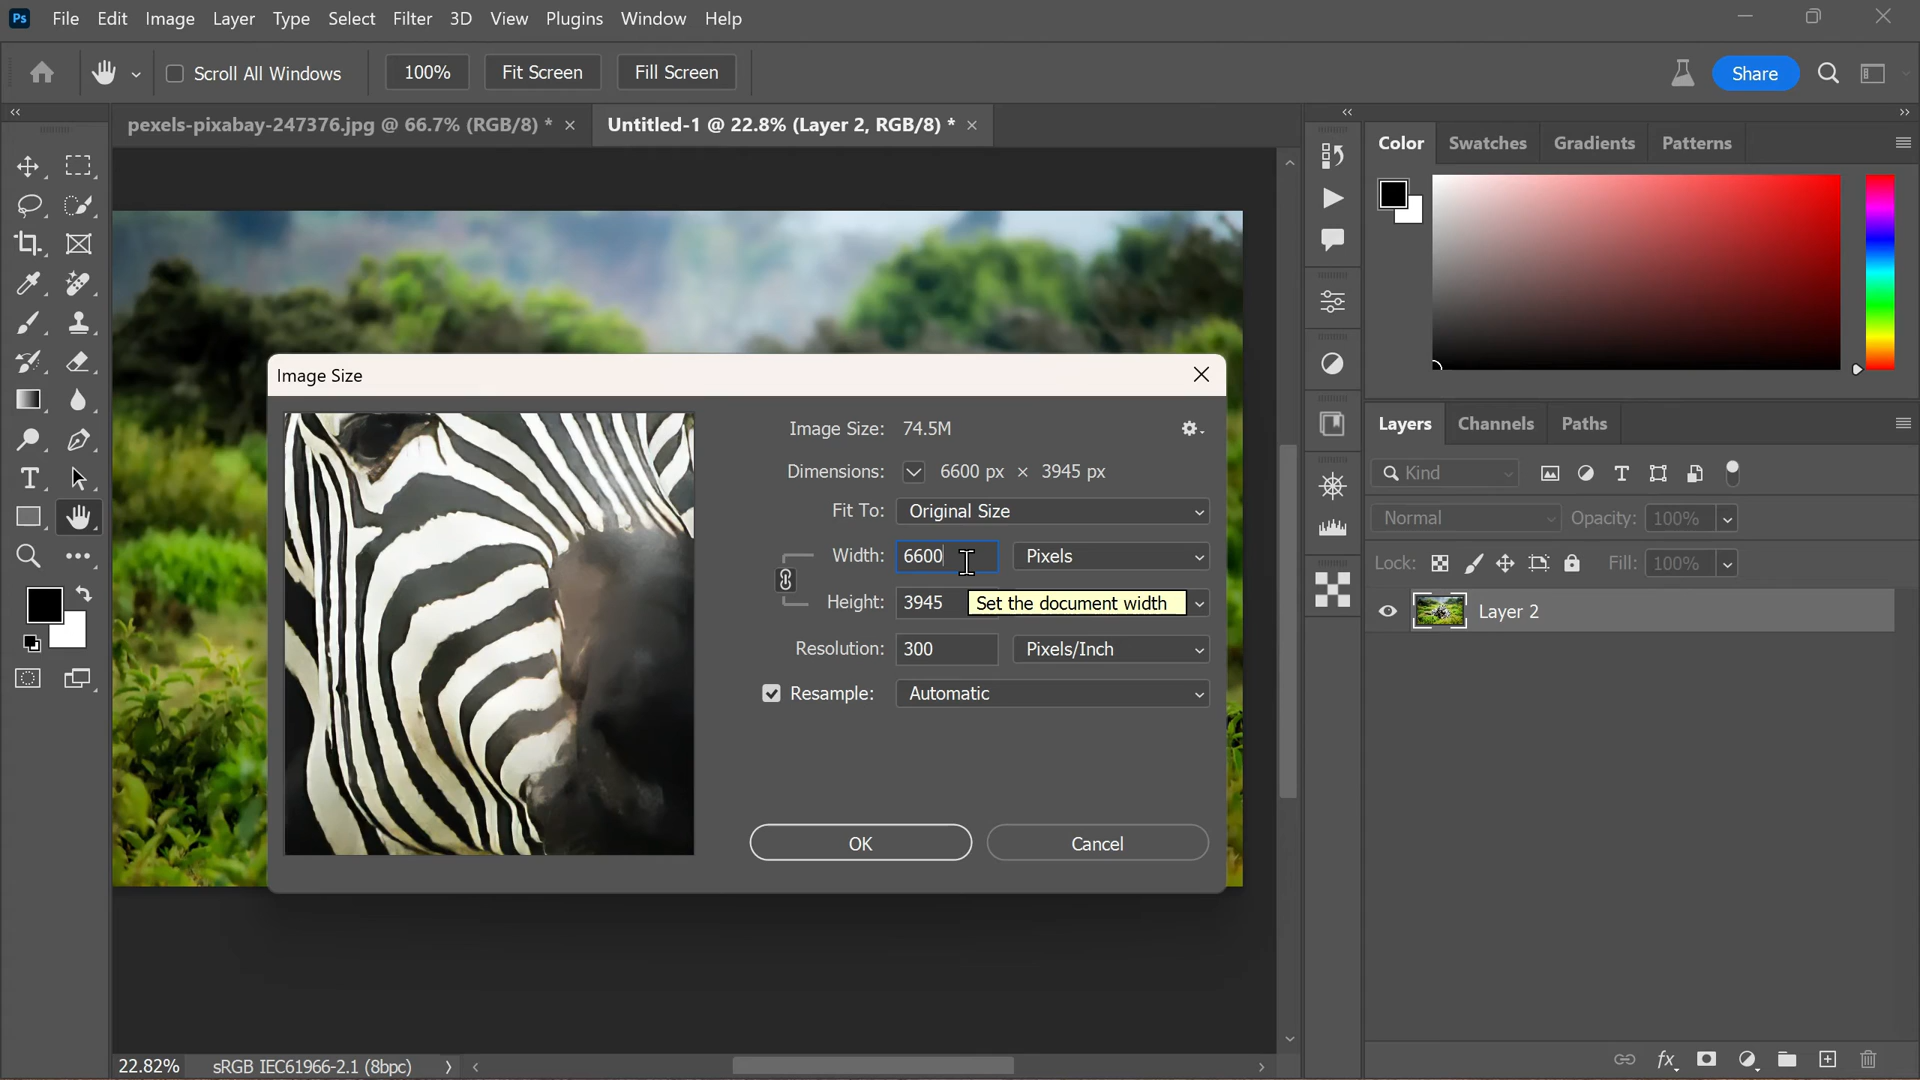 Ps File Edit Image Layer Type Select Filter 3D View Plugins Window Help
Scroll All Windows 100% Fit Screen Fill Screen Share
pexels-pixabay-247376.jpg @ 66.7% (RGB/8) * × Untitled-1 @ 22.8% (Layer 2, RGB/8) * ×
Color Swatches Gradients Patterns
Image Size
Image Size: 74.5M
Dimensions: 6600 px × 3945 px
Fit To: Original Size
Width: 6600 Pixels
Height: 3945 Set the document width
Resolution: 300 Pixels/Inch
Resample: Automatic
OK Cancel
Layers Channels Paths
Kind
Normal Opacity: 100%
Lock: Fill: 100%
Layer 2
fx
22.82% sRGB IEC61966-2.1 (8bpc)